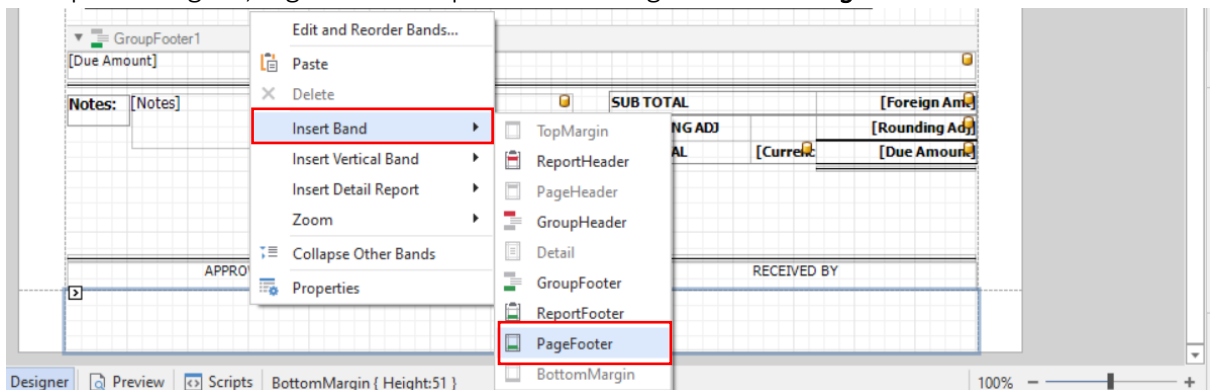 GroupFooter1
[Due Amount]
Notes: [Notes]
Edit and Reorder Bands...
Paste
Delete
Insert Band
Insert Vertical Band
Insert Detail Report
Zoom
Collapse Other Bands
Properties
TopMargin
ReportHeader
PageHeader
GroupHeader
Detail
GroupFooter
ReportFooter
PageFooter
BottomMargin
SUB TOTAL [Foreign Am
NG ADJ [Rounding Adj
AL [Currenc [Due Amoun
APPRO RECEIVED BY
Designer Preview Scripts BottomMargin { Height:51 } 100% - +